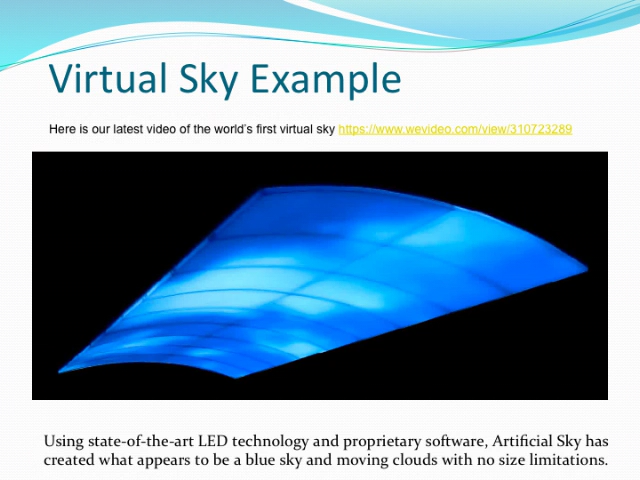 Virtual Sky Example
Here is our latest video of the world's first virtual sky https://www.wevideo.com/view/310723289
Using state-of-the-art LED technology and proprietary software, Artificial Sky has
created what appears to be a blue sky and moving clouds with no size limitations.